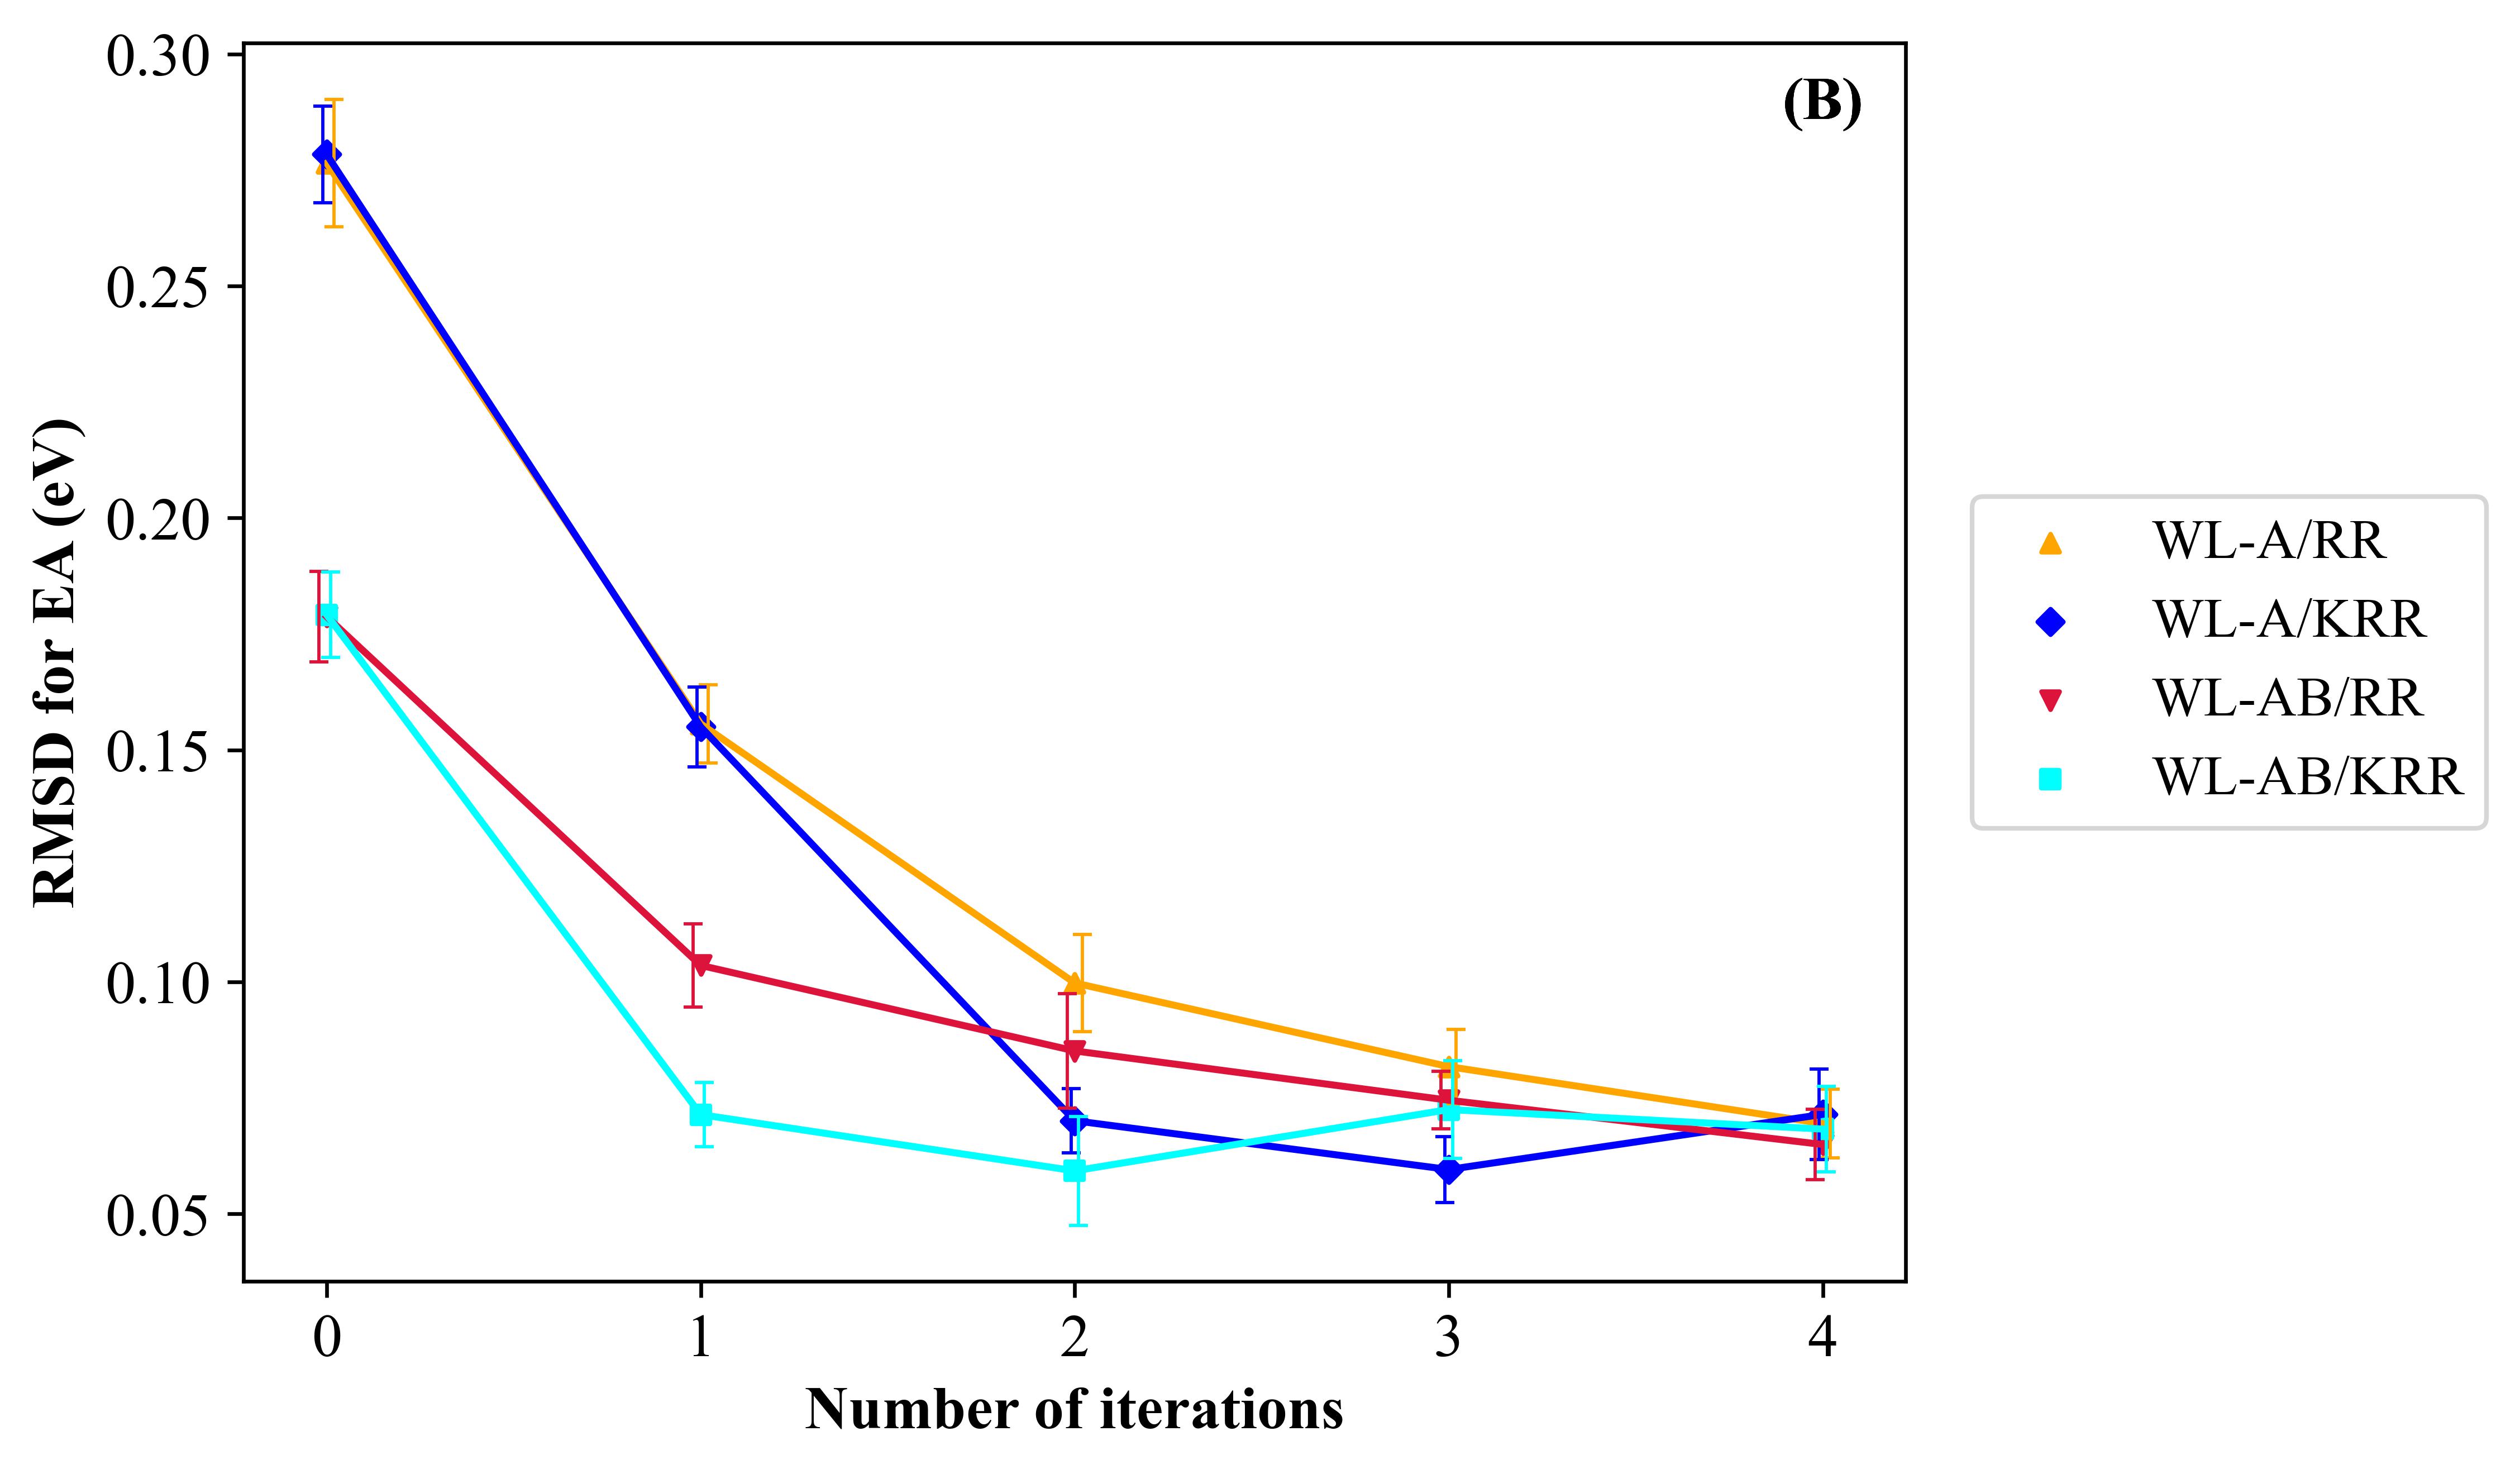 (B)
RMSD for EA (eV)
0.30
0.25
0.20
0.15
0.10
0.05
0
1
2
3
4
Number of iterations
WL-A/RR
WL-A/KRR
WL-AB/RR
WL-AB/KRR